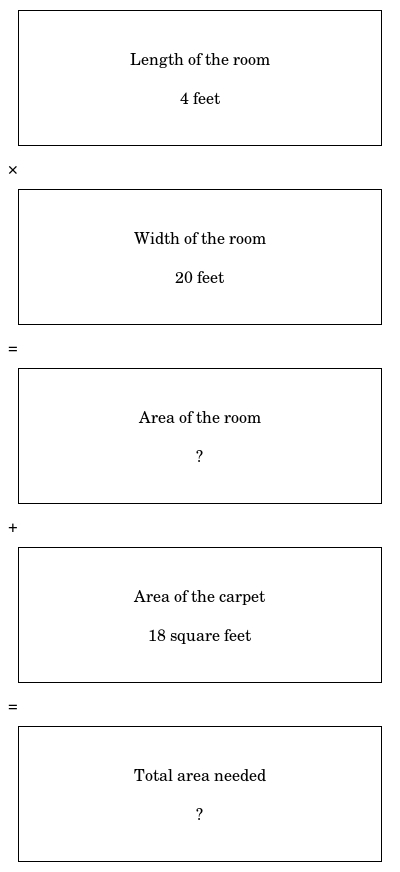 Length of the room
4 feet
×
Width of the room
20 feet
=
Area of the room
?
+
Area of the carpet
18 square feet
=
Total area needed
?